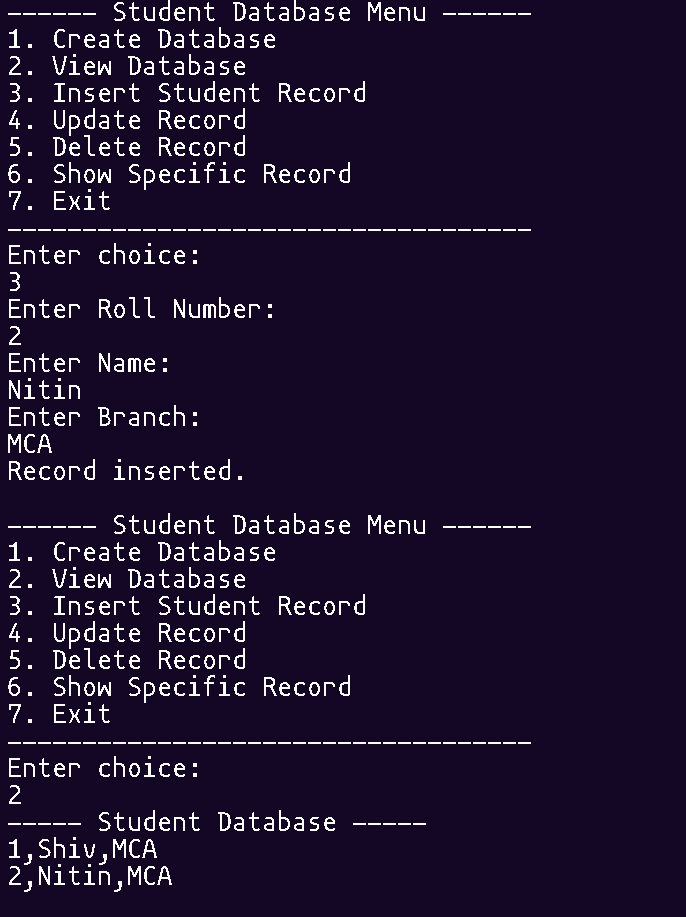 ------ Student Database Menu ------
1. Create Database
2. View Database
3. Insert Student Record
4. Update Record
5. Delete Record
6. Show Specific Record
7. Exit
-----------------------------------
Enter choice:
3
Enter Roll Number:
2
Enter Name:
Nitin
Enter Branch:
MCA
Record inserted.
------ Student Database Menu ------
1. Create Database
2. View Database
3. Insert Student Record
4. Update Record
5. Delete Record
6. Show Specific Record
7. Exit
-----------------------------------
Enter choice:
2
----- Student Database -----
1,Shiv,MCA
2,Nitin,MCA